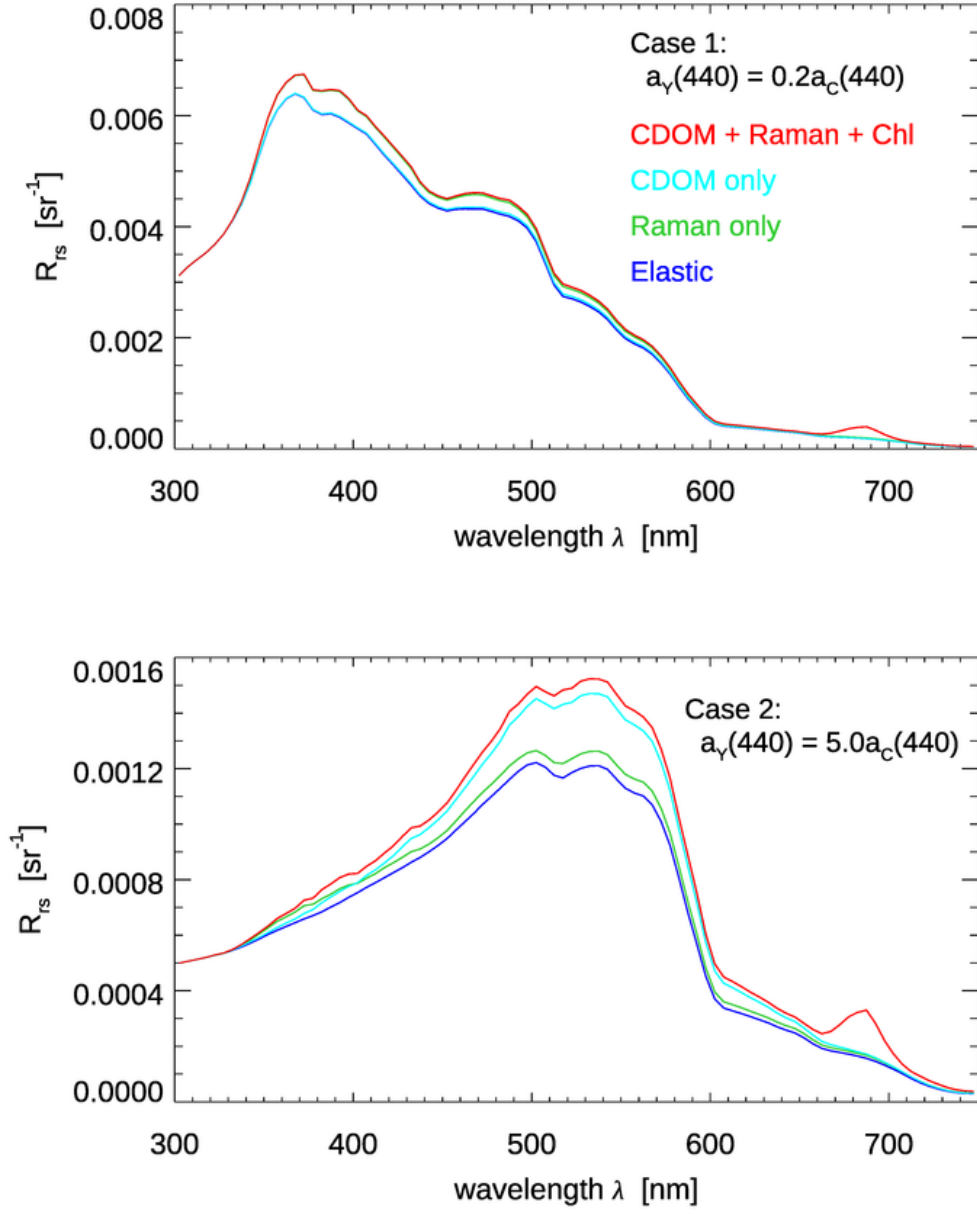 0.008
0.006
0.004
0.002
0.000
R_rs [sr^-1]
Case 1:
a_Y(440) = 0.2a_C(440)
CDOM + Raman + Chl
CDOM only
Raman only
Elastic
300 400 500 600 700
wavelength λ [nm]
0.0016
0.0012
0.0008
0.0004
0.0000
R_rs [sr^-1]
Case 2:
a_Y(440) = 5.0a_C(440)
300 400 500 600 700
wavelength λ [nm]